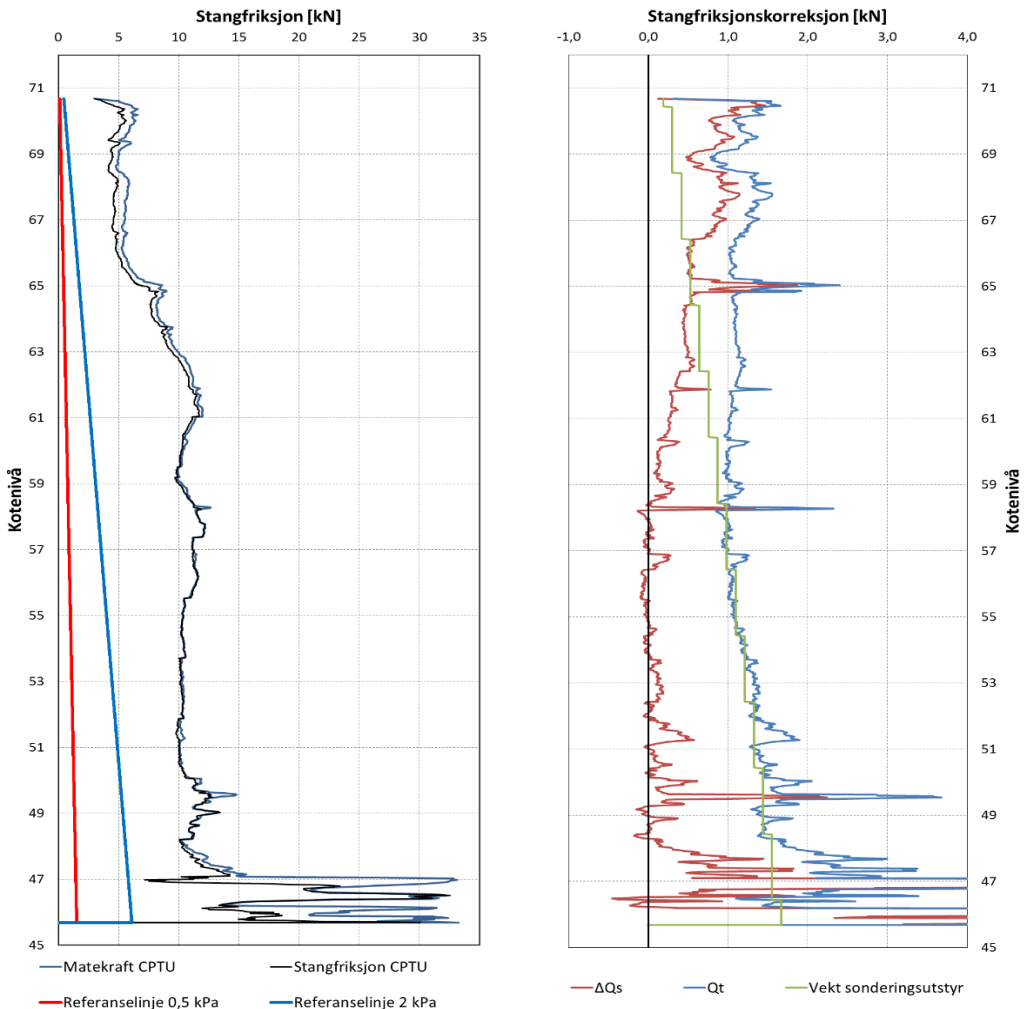 Stangfriksjon [kN]
0 5 10 15 20 25 30 35
71
69
67
65
63
61
59
57
55
53
51
49
47
45
Kotenivå
Matekraft CPTU
Stangfriksjon CPTU
Referanselinje 0,5 kPa
Referanselinje 2 kPa
Stangfriksjonskorreksjon [kN]
-1,0 0,0 1,0 2,0 3,0 4,0
71
69
67
65
63
61
59
57
55
53
51
49
47
45
Kotenivå
ΔQs
Qt
Vekt sonderingsutstyr